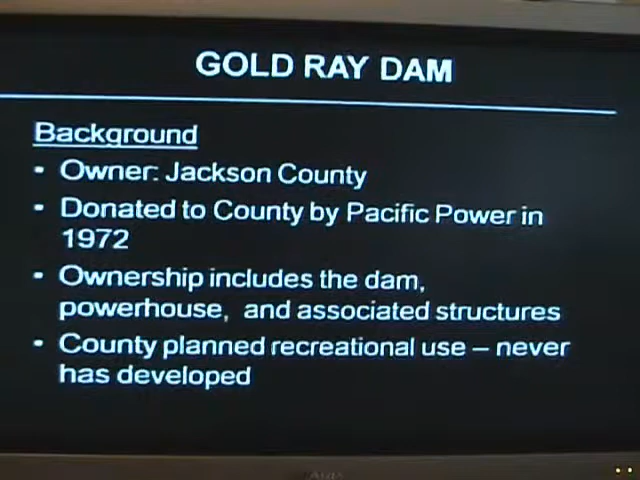 GOLD RAY DAM
Background
• Owner: Jackson County
• Donated to County by Pacific Power in
1972
• Ownership includes the dam,
powerhouse, and associated structures
• County planned recreational use – never
has developed